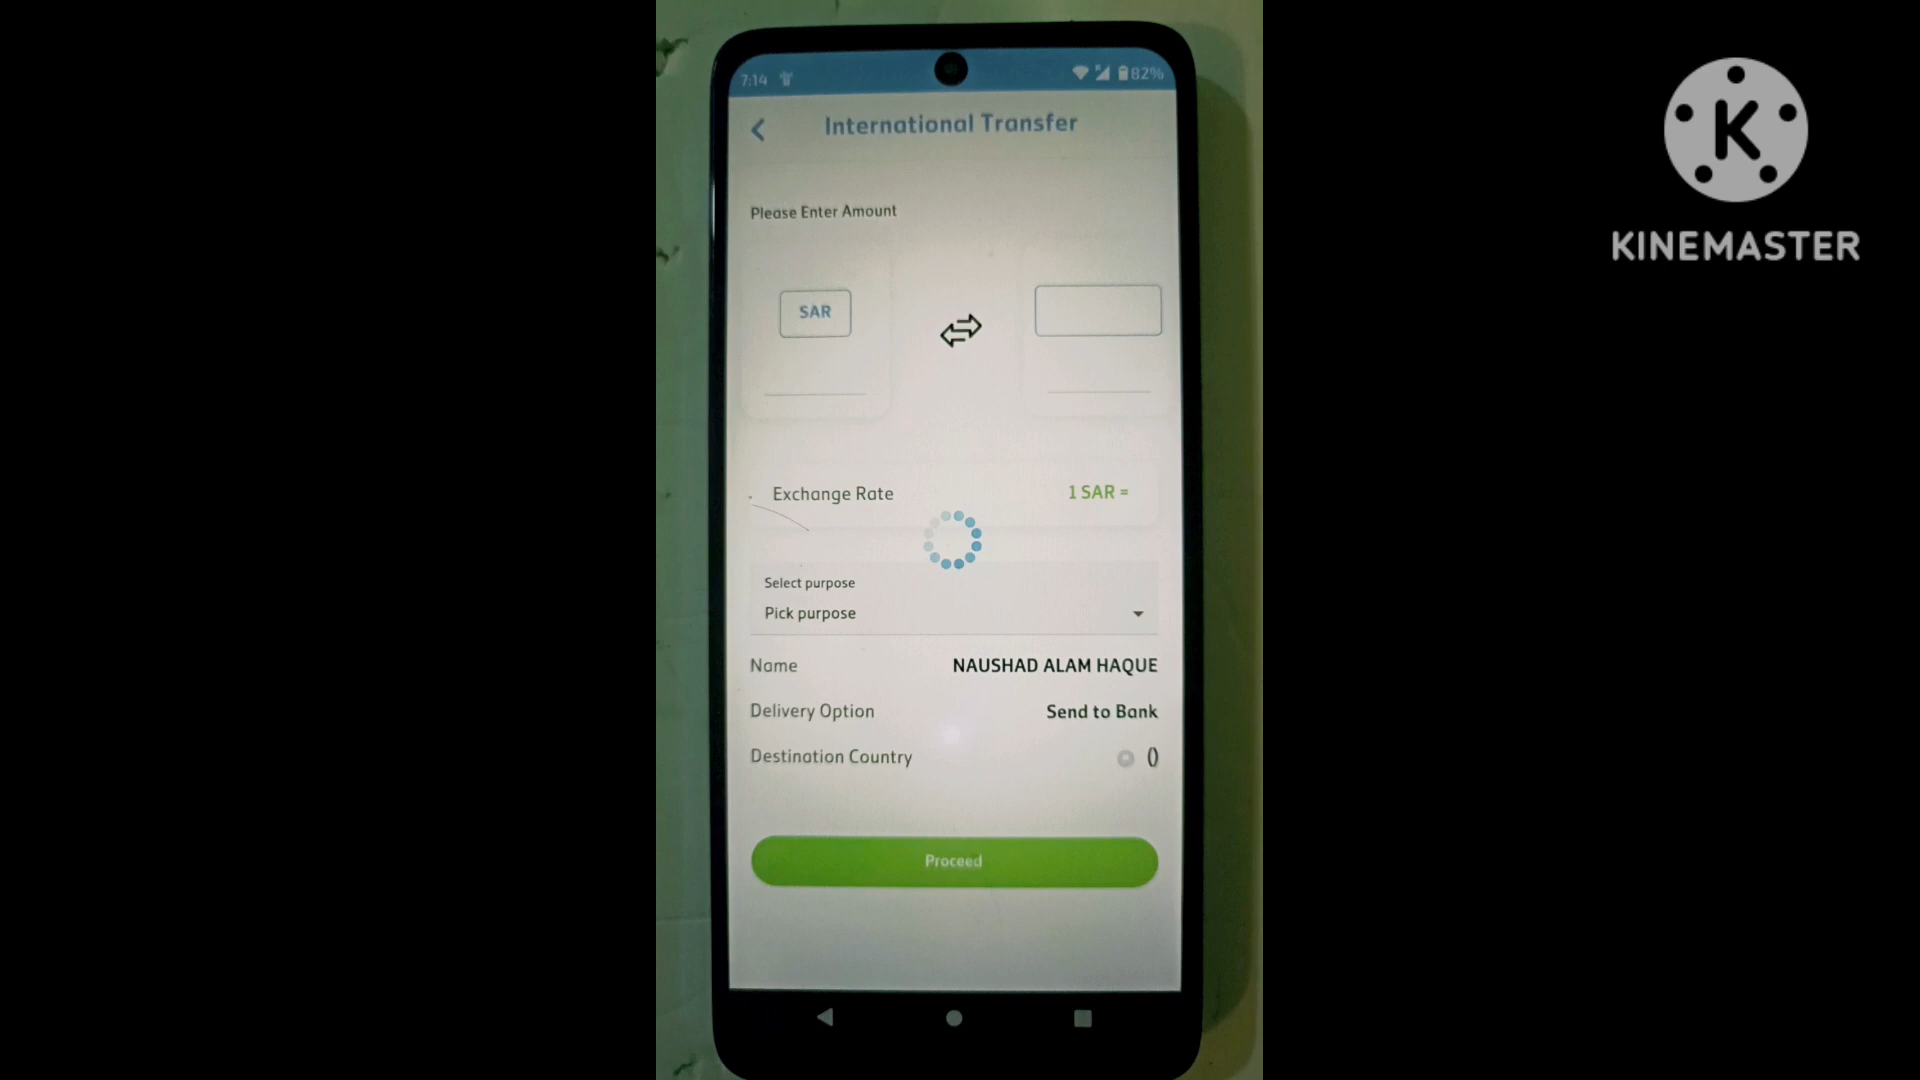 7:14
82%
International Transfer
Please Enter Amount
SAR
Exchange Rate
1 SAR =
Select purpose
Pick purpose
Name
NAUSHAD ALAM HAQUE
Delivery Option
Send to Bank
Destination Country
()
Proceed
K
KINEMASTER